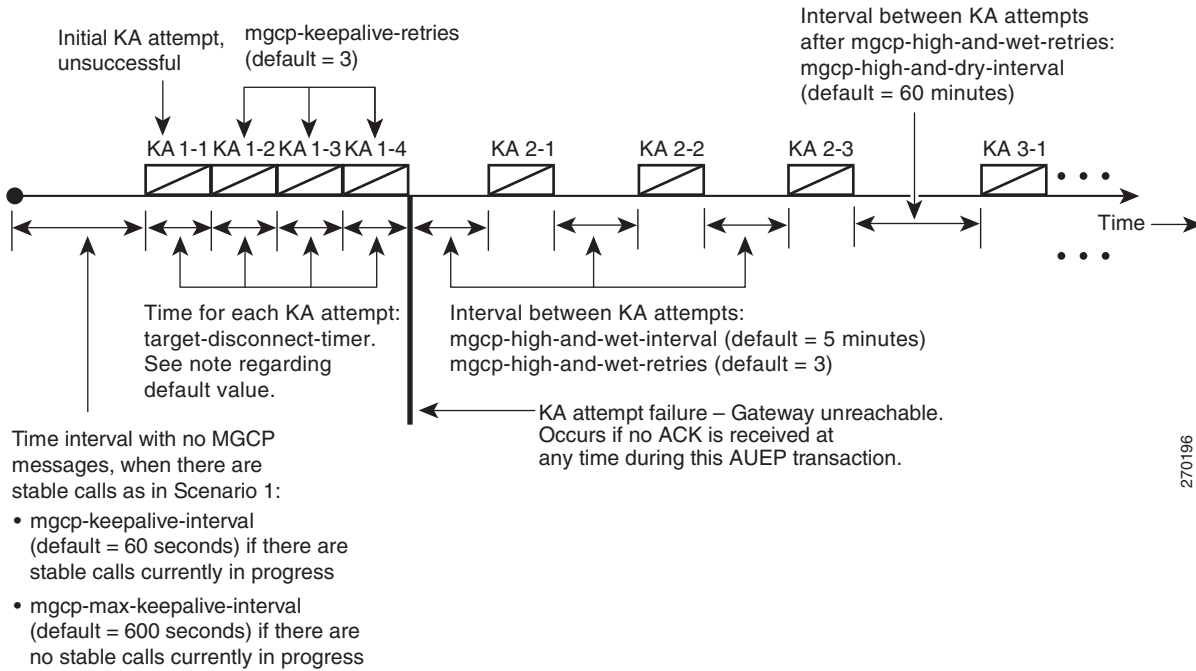 Initial KA attempt,
unsuccessful
mgcp-keepalive-retries
(default = 3)
Interval between KA attempts
after mgcp-high-and-wet-retries:
mgcp-high-and-dry-interval
(default = 60 minutes)
KA 1-1 KA 1-2 KA 1-3 KA 1-4 KA 2-1 KA 2-2 KA 2-3 KA 3-1
Time
Time for each KA attempt:
target-disconnect-timer.
See note regarding
default value.
Interval between KA attempts:
mgcp-high-and-wet-interval (default = 5 minutes)
mgcp-high-and-wet-retries (default = 3)
KA attempt failure – Gateway unreachable.
Occurs if no ACK is received at
any time during this AUEP transaction.
Time interval with no MGCP
messages, when there are
stable calls as in Scenario 1:
• mgcp-keepalive-interval
(default = 60 seconds) if there are
stable calls currently in progress
• mgcp-max-keepalive-interval
(default = 600 seconds) if there are
no stable calls currently in progress
270196